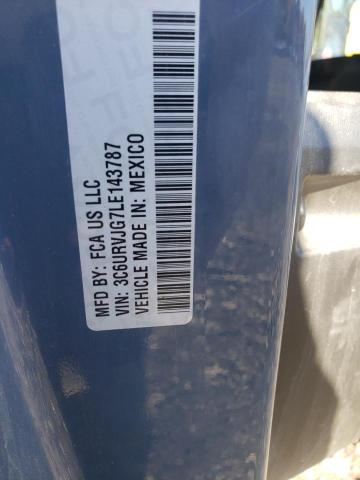 MFD BY: FCA US LLC
VIN: 3C6URVJG7LE143787
VEHICLE MADE IN: MEXICO